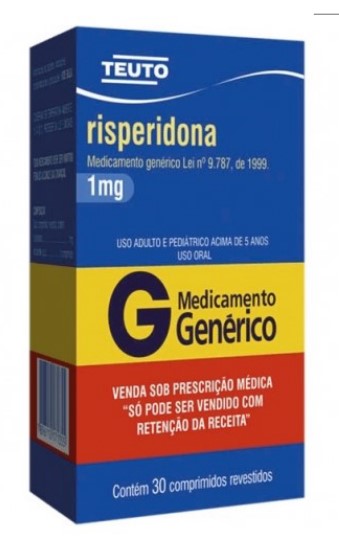 TEUTO
risperidona
Medicamento genérico Lei nº 9.787, de 1999.
1mg
USO ADULTO E PEDIÁTRICO ACIMA DE 5 ANOS
USO ORAL
G Medicamento
Genérico
VENDA SOB PRESCRIÇÃO MÉDICA
“SÓ PODE SER VENDIDO COM
RETENÇÃO DA RECEITA”
Contém 30 comprimidos revestidos